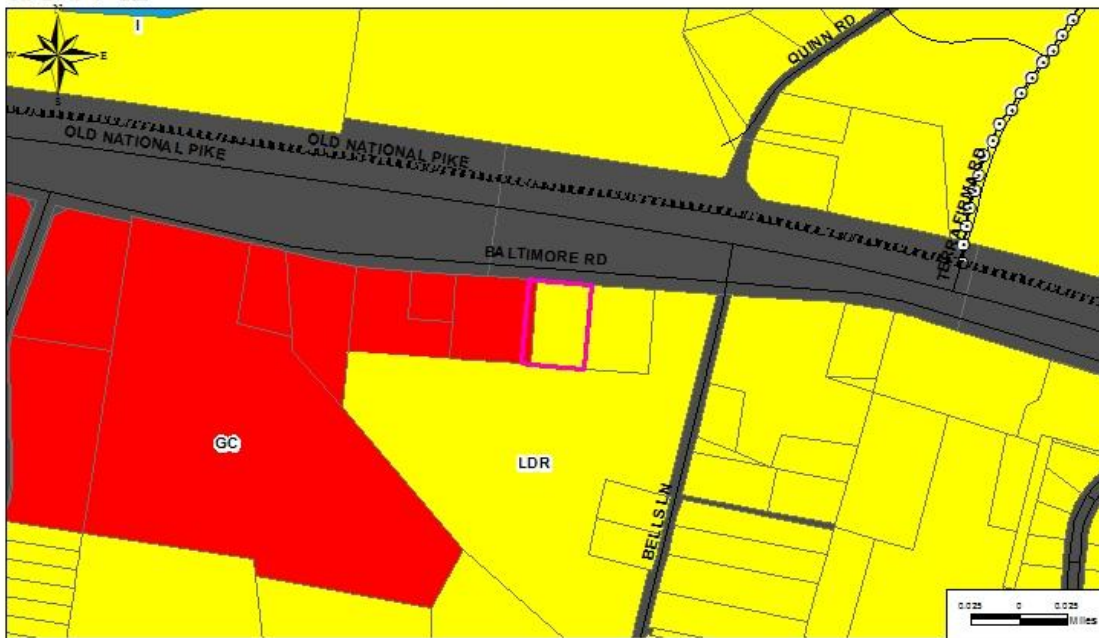 N
W
E
S
I
QUINN RD
OLD NATIONAL PIKE
OLD NATIONAL PIKE
TERRA FIRMA RD
BALTIMORE RD
GC
LDR
BELLS LN
0.025 0 0.025
Miles